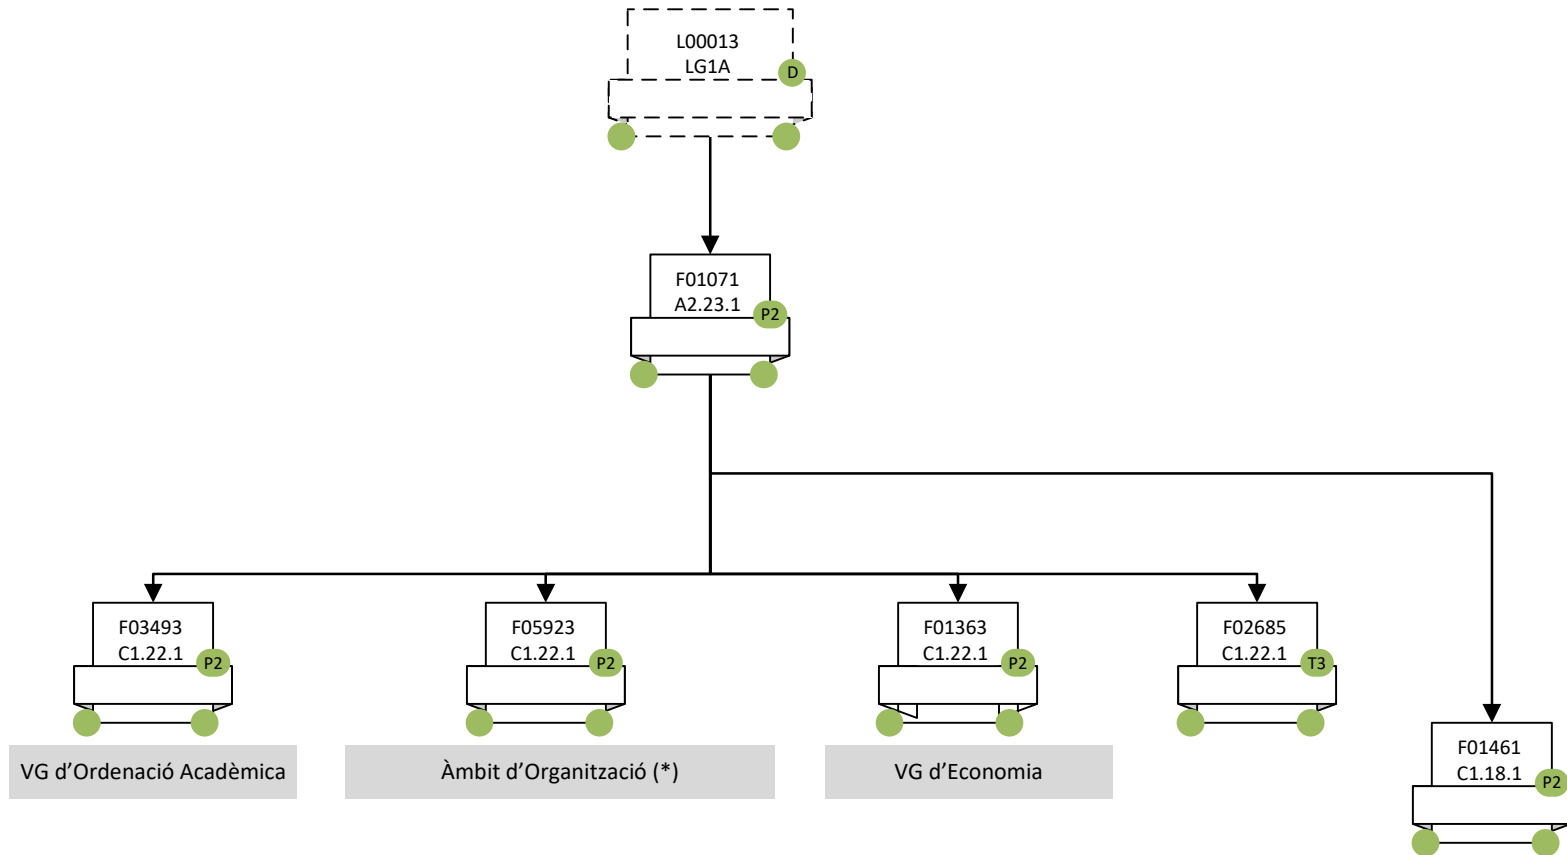 L00013
LG1A
D
F01071
A2.23.1
P2
F03493
C1.22.1
P2
F05923
C1.22.1
P2
F01363
C1.22.1
P2
F02685
C1.22.1
T3
VG d’Ordenació Acadèmica
Àmbit d’Organització (*)
VG d’Economia
F01461
C1.18.1
P2